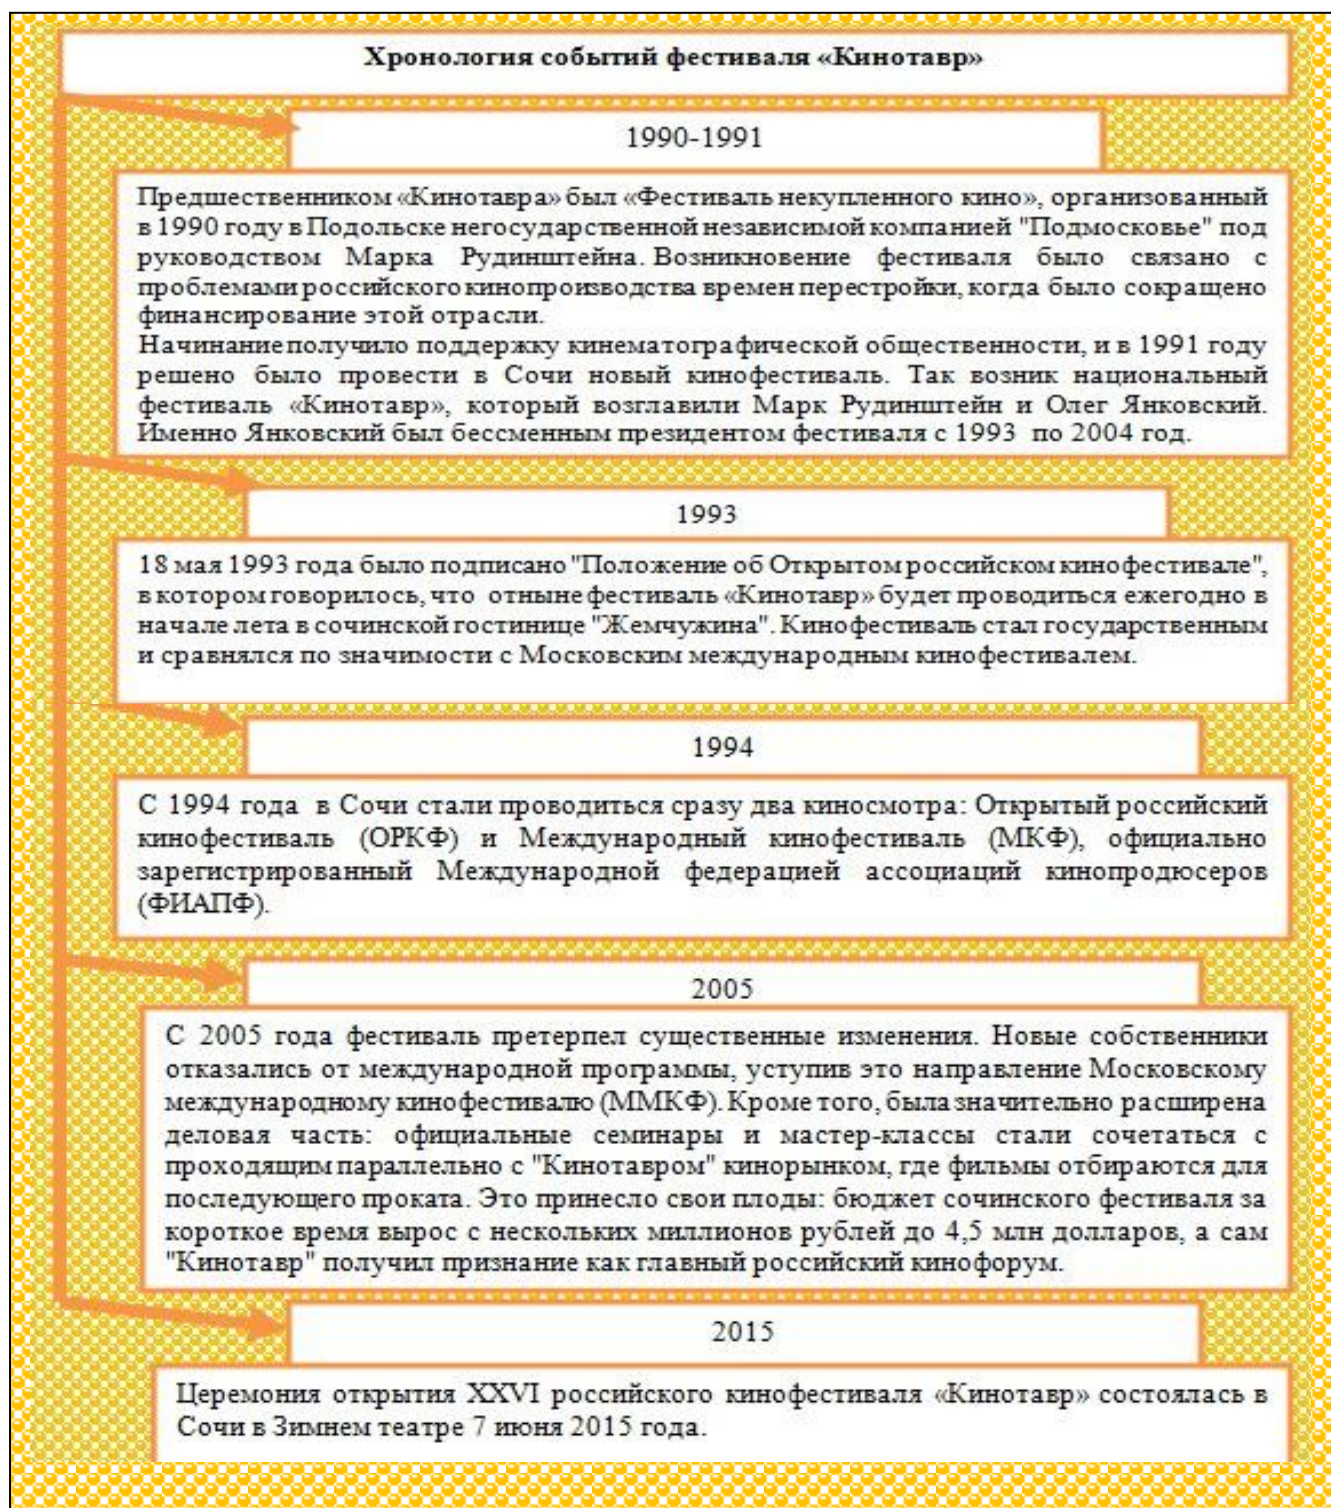 Хронология событий фестиваля «Кинотавр»
1990-1991
Предшественником «Кинотавра» был «Фестиваль некупленного кино», организованный
в 1990 году в Подольске негосударственной независимой компанией "Подмосковье" под
руководством Марка Рудинштейна. Возникновение фестиваля было связано с
проблемами российского кинопроизводства времен перестройки, когда было сокращено
финансирование этой отрасли.
Начинание получило поддержку кинематографической общественности, и в 1991 году
решено было провести в Сочи новый кинофестиваль. Так возник национальный
фестиваль «Кинотавр», который возглавили Марк Рудинштейн и Олег Янковский.
Именно Янковский был бессменным президентом фестиваля с 1993 по 2004 год.
1993
18 мая 1993 года было подписано "Положение об Открытом российском кинофестивале",
в котором говорилось, что отныне фестиваль «Кинотавр» будет проводиться ежегодно в
начале лета в сочинской гостинице "Жемчужина". Кинофестиваль стал государственным
и сравнялся по значимости с Московским международным кинофестивалем.
1994
С 1994 года в Сочи стали проводиться сразу два киносмотра: Открытый российский
кинофестиваль (ОРКФ) и Международный кинофестиваль (МКФ), официально
зарегистрированный Международной федерацией ассоциаций кинопродюсеров
(ФИАПФ).
2005
С 2005 года фестиваль претерпел существенные изменения. Новые собственники
отказались от международной программы, уступив это направление Московскому
международному кинофестивалю (ММКФ). Кроме того, была значительно расширена
деловая часть: официальные семинары и мастер-классы стали сочетаться с
проходящим параллельно с "Кинотавром" кинорынком, где фильмы отбираются для
последующего проката. Это принесло свои плоды: бюджет сочинского фестиваля за
короткое время вырос с нескольких миллионов рублей до 4,5 млн долларов, а сам
"Кинотавр" получил признание как главный российский кинофорум.
2015
Церемония открытия XXVI российского кинофестиваля «Кинотавр» состоялась в
Сочи в Зимнем театре 7 июня 2015 года.